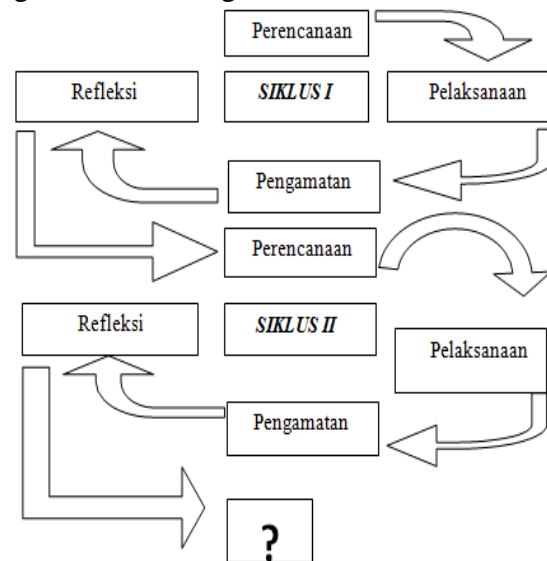 Perencanaan
Refleksi
SIKLUS I
Pelaksanaan
Pengamatan
Perencanaan
Refleksi
SIKLUS II
Pelaksanaan
Pengamatan
?